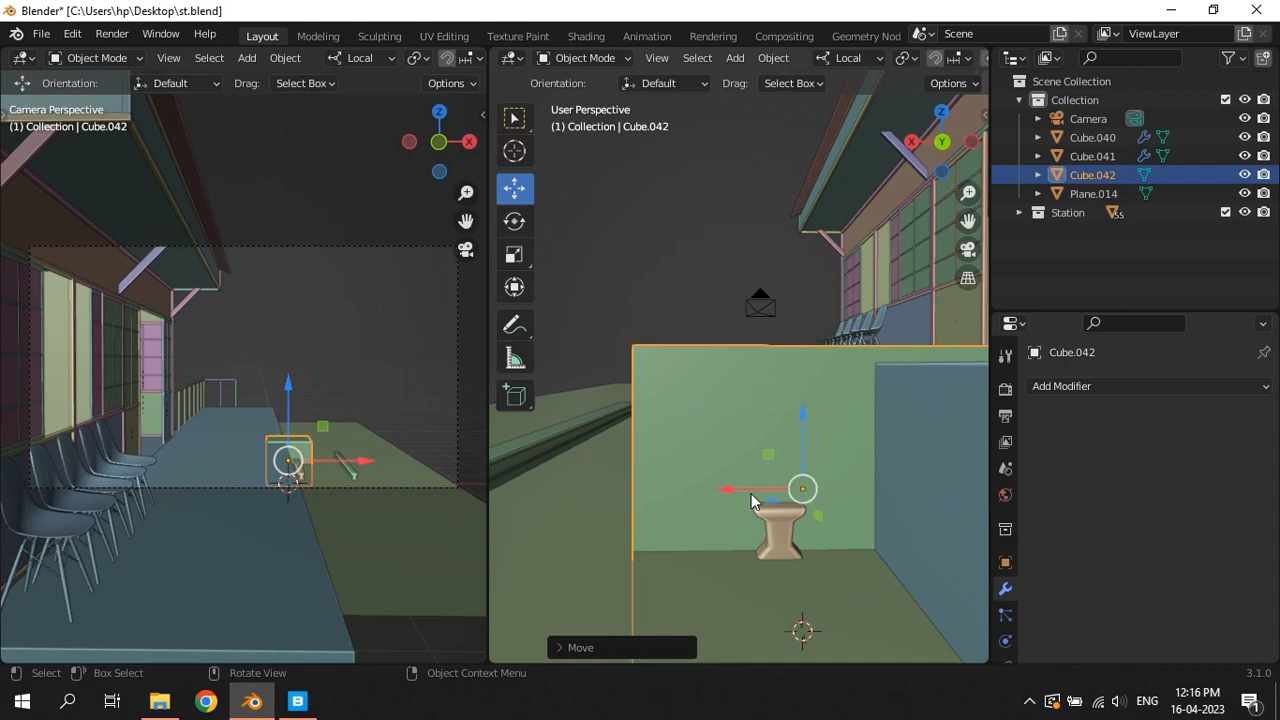 Blender* [C:\Users\hp\Desktop\st.blend]
File Edit Render Window Help Layout Modeling Sculpting UV Editing Texture Paint Shading Animation Rendering Compositing Geometry Nod Scene ViewLayer
Object Mode View Select Add Object Local Object Mode View Select Add Object Local
Orientation: Default Drag: Select Box Options Orientation: Default Drag: Select Box Options
Scene Collection
Collection
Camera
Cube.040
Cube.041
Cube.042
Plane.014
Station 55
Camera Perspective
(1) Collection | Cube.042
Z
X
Y
User Perspective
(1) Collection | Cube.042
Z
X
Y
Cube.042
Add Modifier
Move
Select Box Select Rotate View Object Context Menu 3.1.0
ENG
12:16 PM
16-04-2023
1